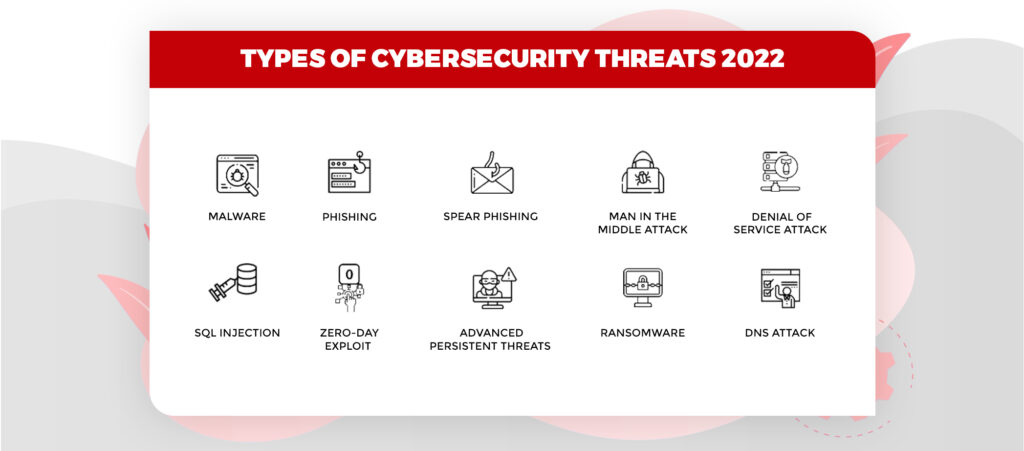 TYPES OF CYBERSECURITY THREATS 2022
MALWARE
PHISHING
SPEAR PHISHING
MAN IN THE
MIDDLE ATTACK
DENIAL OF
SERVICE ATTACK
0
SQL INJECTION
ZERO-DAY
EXPLOIT
ADVANCED
PERSISTENT THREATS
RANSOMWARE
DNS ATTACK